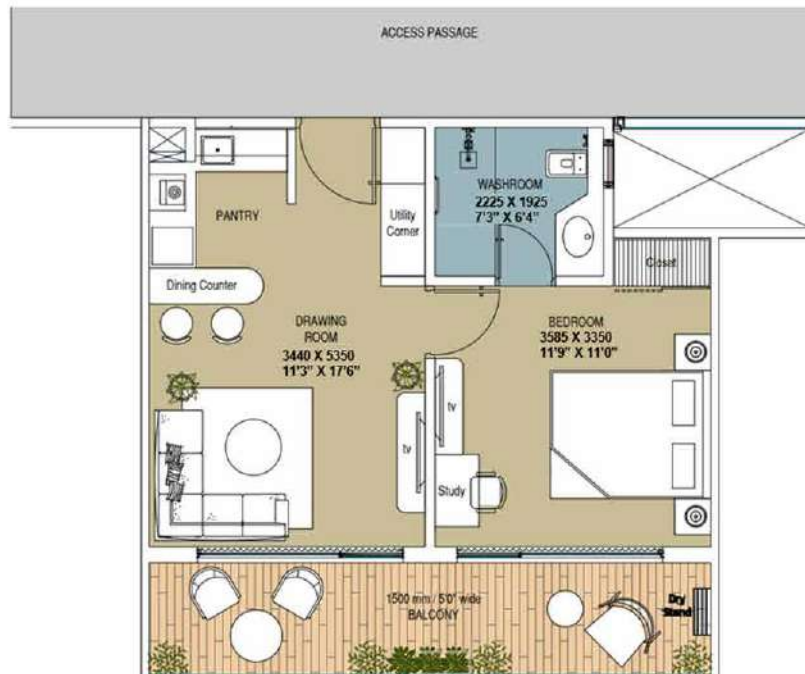 ACCESS PASSAGE
PANTRY
Utility
Corner
WASHROOM
2225 X 1925
7'3" X 6'4"
Closet
Dining Counter
DRAWING
ROOM
3440 X 5350
11'3" X 17'6"
BEDROOM
3585 X 3350
11'9" X 11'0"
tv
tv
Study
1500 mm / 5'0" wide
BALCONY
Dry
Stand